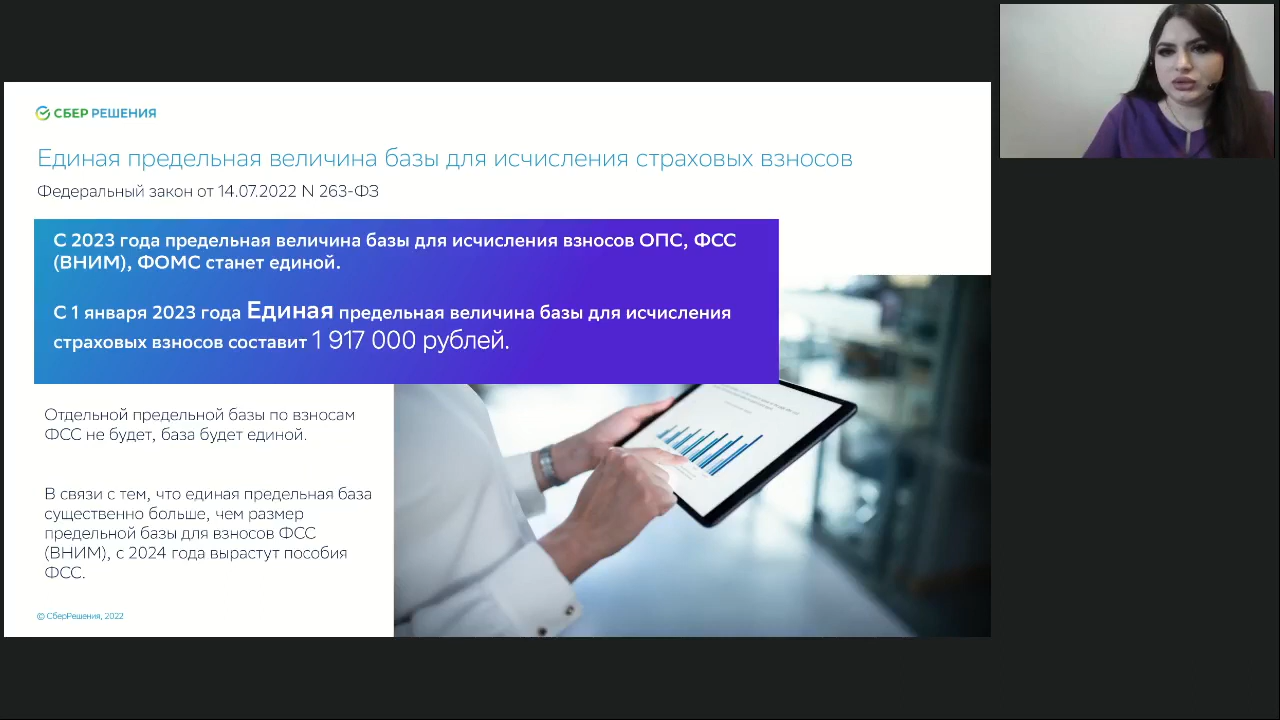 СБЕР РЕШЕНИЯ
Единая предельная величина базы для исчисления страховых взносов
Федеральный закон от 14.07.2022 N 263-ФЗ
С 2023 года предельная величина базы для исчисления взносов ОПС, ФСС
(ВНИМ), ФОМС станет единой.
С 1 января 2023 года Единая предельная величина базы для исчисления
страховых взносов составит 1 917 000 рублей.
Отдельной предельной базы по взносам
ФСС не будет, база будет единой.
В связи с тем, что единая предельная база
существенно больше, чем размер
предельной базы для взносов ФСС
(ВНИМ), с 2024 года вырастут пособия
ФСС.
© СберРешения, 2022